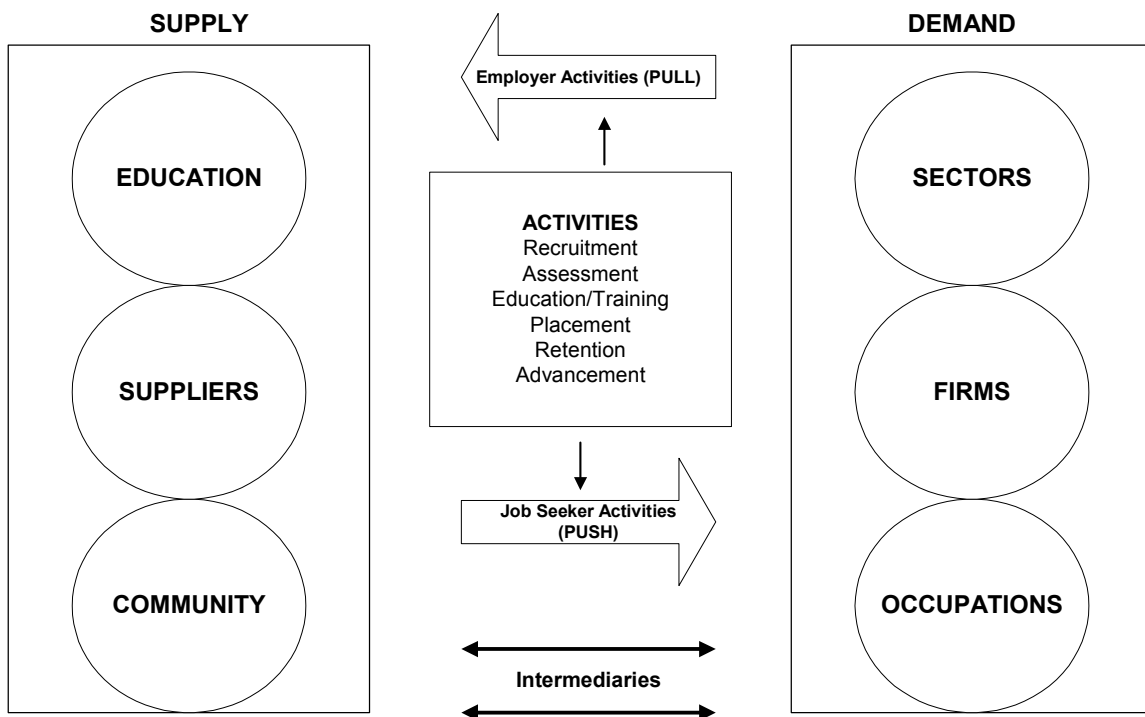 SUPPLY
EDUCATION
SUPPLIERS
COMMUNITY
Employer Activities (PULL)
ACTIVITIES
Recruitment
Assessment
Education/Training
Placement
Retention
Advancement
Job Seeker Activities
(PUSH)
Intermediaries
DEMAND
SECTORS
FIRMS
OCCUPATIONS